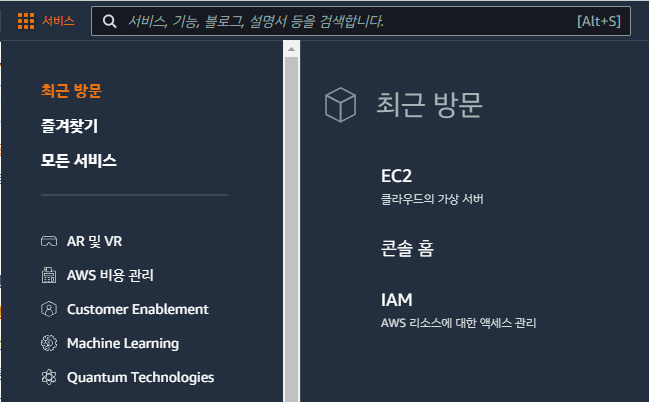 서비스
서비스, 기능, 블로그, 설명서 등을 검색합니다.
[Alt+S]
최근 방문
즐겨찾기
모든 서비스
AR 및 VR
AWS 비용 관리
Customer Enablement
Machine Learning
Quantum Technologies
최근 방문
EC2
클라우드의 가상 서버
콘솔 홈
IAM
AWS 리소스에 대한 액세스 관리